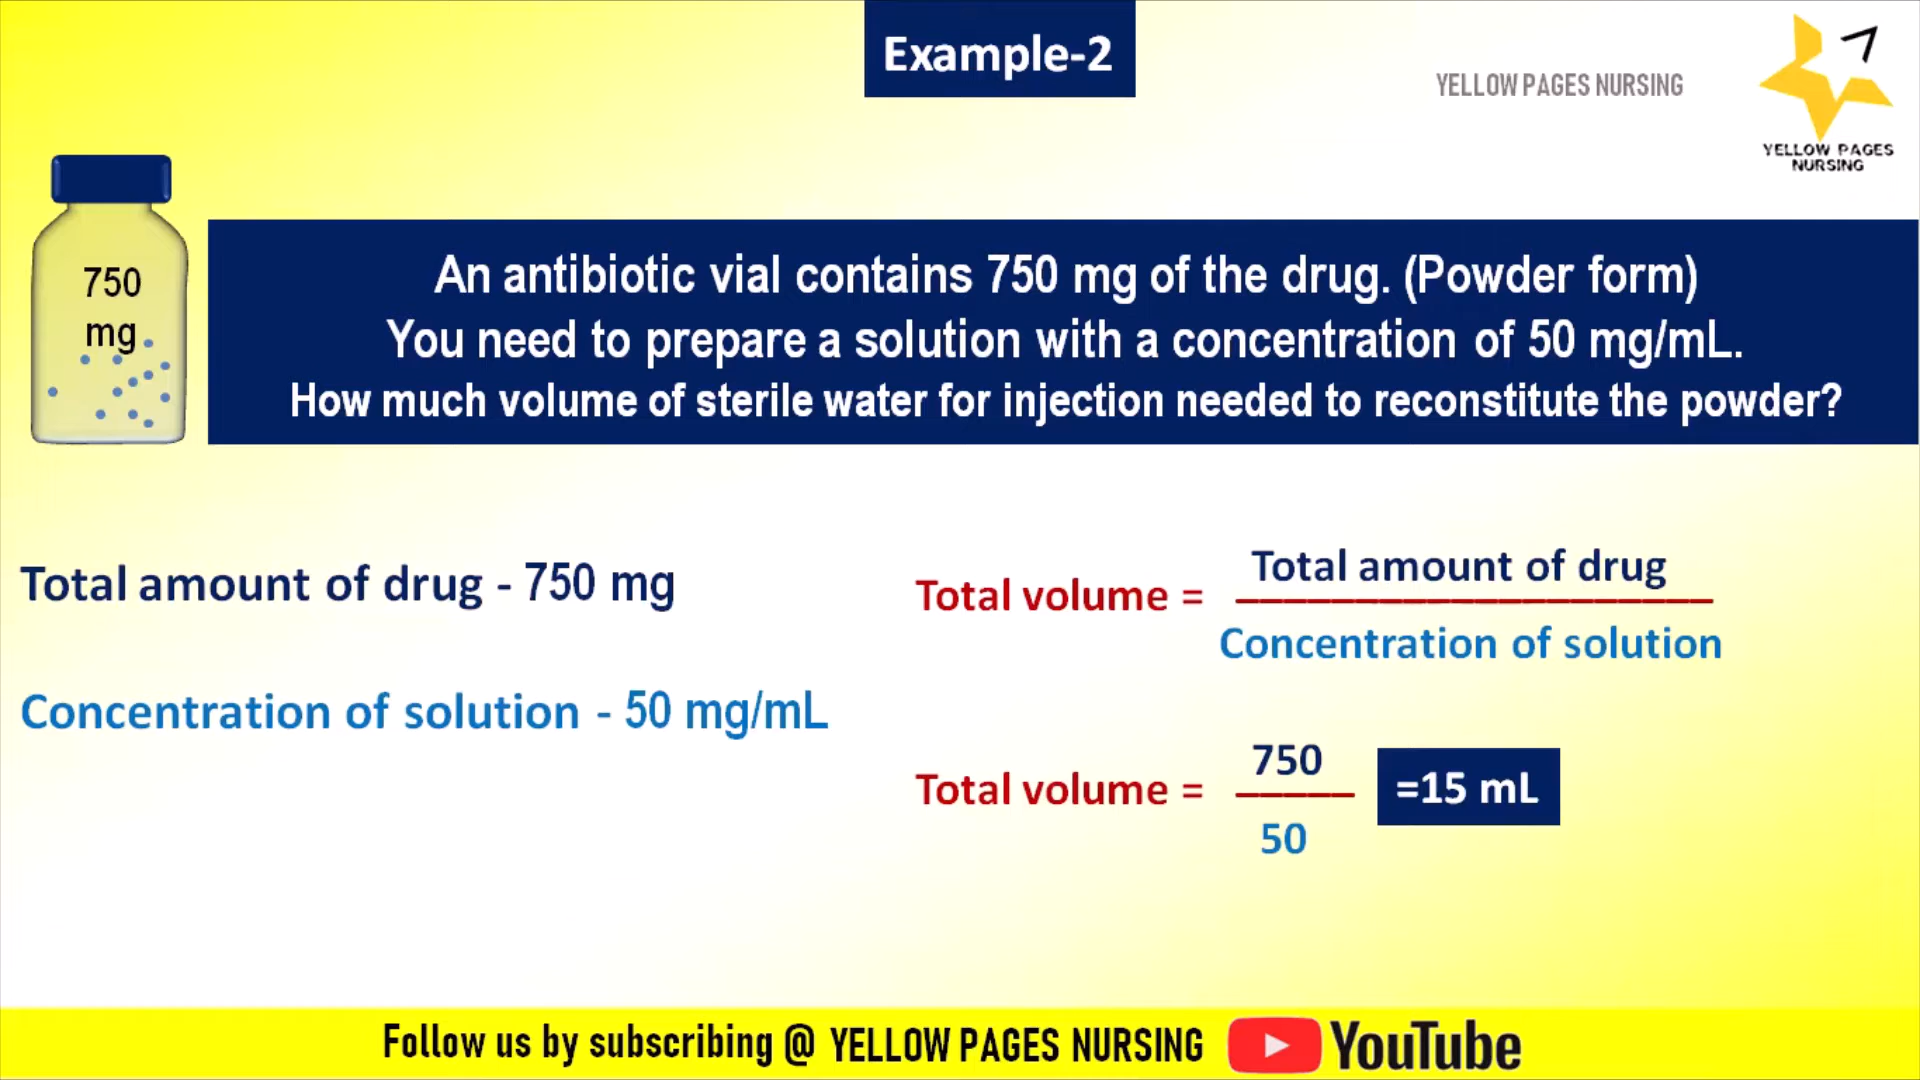 Example-2
YELLOW PAGES NURSING
YELLOW PAGES
NURSING
750
mg
An antibiotic vial contains 750 mg of the drug. (Powder form)
You need to prepare a solution with a concentration of 50 mg/mL.
How much volume of sterile water for injection needed to reconstitute the powder?
Total amount of drug - 750 mg
Concentration of solution - 50 mg/mL
Total volume = Total amount of drug
Concentration of solution
Total volume = 750
50
=15 mL
Follow us by subscribing @ YELLOW PAGES NURSING YouTube